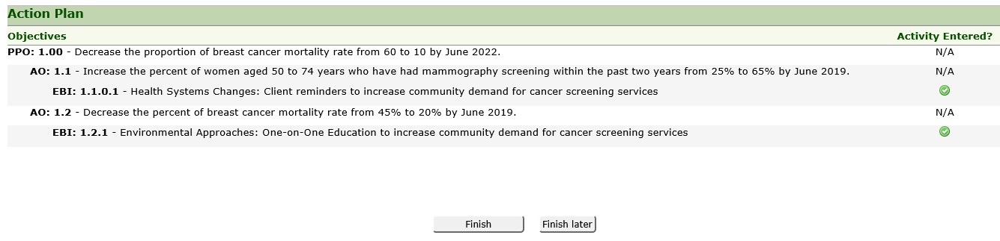 Action Plan
Objectives Activity Entered?
PPO: 1.00 - Decrease the proportion of breast cancer mortality rate from 60 to 10 by June 2022. N/A
AO: 1.1 - Increase the percent of women aged 50 to 74 years who have had mammography screening within the past two years from 25% to 65% by June 2019. N/A
EBI: 1.1.0.1 - Health Systems Changes: Client reminders to increase community demand for cancer screening services
AO: 1.2 - Decrease the percent of breast cancer mortality rate from 45% to 20% by June 2019. N/A
EBI: 1.2.1 - Environmental Approaches: One-on-One Education to increase community demand for cancer screening services
Finish Finish later